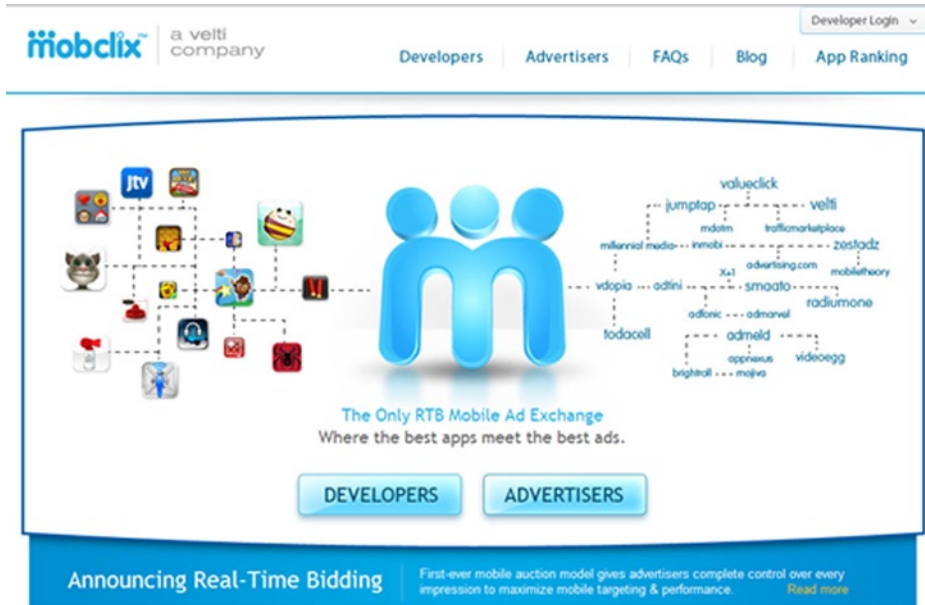 Developer Login
mobclix™
a velti
company
Developers
Advertisers
FAQs
Blog
App Ranking
Jtv
valueclick
jumptap
velti
mdotm
trafficmarketplace
millennial media
inmobi
zestadz
advertising.com
mobiletheory
X+1
vdopia
adtini
smaato
radiumone
adfonic
admarvel
todacell
admeld
appnexus
videoegg
brightroll
mojiva
The Only RTB Mobile Ad Exchange
Where the best apps meet the best ads.
DEVELOPERS
ADVERTISERS
Announcing Real-Time Bidding
First-ever mobile auction model gives advertisers complete control over every
impression to maximize mobile targeting & performance.
Read more